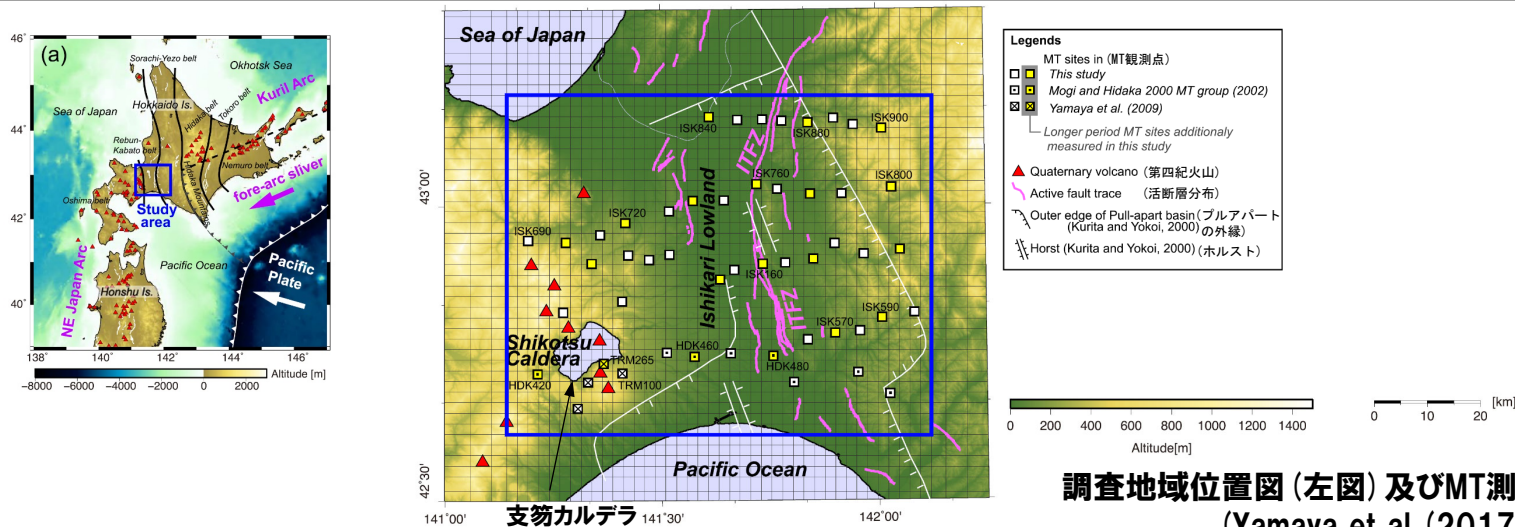 (a)
46°
44°
42°
40°
138°
140°
142°
144°
146°
Sorachi-Yezo belt
Okhotsk Sea
Sea of Japan
Hokkaido Is.
Hidaka belt
Tokoro belt
Kuril Arc
Rebun-
Kabato belt
Nemuro belt
Hidaka Mountains
fore-arc sliver
Oshima belt
Study
area
Pacific Ocean
Pacific
Plate
NE Japan Arc
Honshu Is.
−8000 −6000 −4000 −2000 0 2000
Altitude [m]
Sea of Japan
ISK840
ISK880
ISK900
ITFZ
ISK760
ISK800
43°00'
ISK720
ISK690
Ishikari Lowland
ISK160
ITFZ
ISK590
ISK570
Shikotsu
Caldera
HDK460
TRM265
HDK480
HDK420
TRM100
42°30'
Pacific Ocean
141°00'
141°30'
142°00'
支笏カルデラ
Legends
MT sites in (MT観測点)
This study
Mogi and Hidaka 2000 MT group (2002)
Yamaya et al. (2009)
Longer period MT sites additionaly
measured in this study
Quaternary volcano (第四紀火山)
Active fault trace (活断層分布)
Outer edge of Pull-apart basin (プルアパート
(Kurita and Yokoi, 2000) の外縁)
Horst (Kurita and Yokoi, 2000) (ホルスト)
0 200 400 600 800 1000 1200 1400
Altitude[m]
0 10 20 [km]
調査地域位置図(左図)及びMT測
(Yamaya et al.(2017